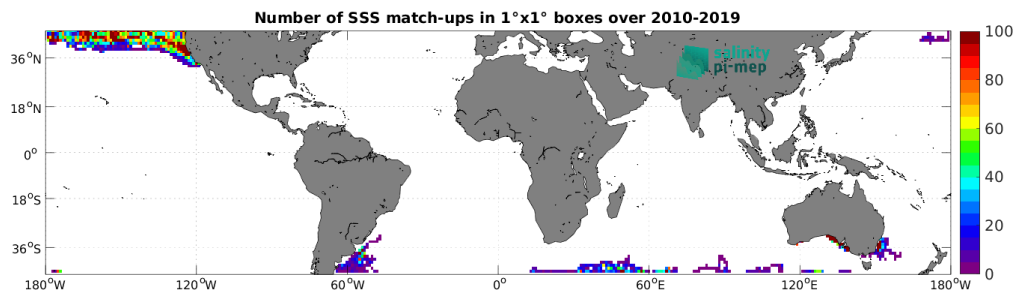 Number of SSS match-ups in 1°x1° boxes over 2010-2019
salinity
pi-mep
36°N
18°N
0°
18°S
36°S
180°W
120°W
60°W
0°
60°E
120°E
180°W
100
80
60
40
20
0